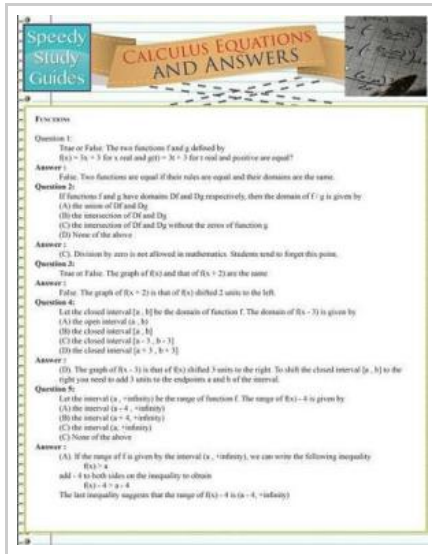 Speedy
Study
Guides
CALCULUS EQUATIONS
AND ANSWERS
FUNCTIONS
Question 1:
True or False. The two functions f and g defined by
f(x) = 3x + 3 for x real and g(t) = 3t + 3 for t real and positive are equal?
Answer :
False. Two functions are equal if their rules are equal and their domains are the same.
Question 2:
If functions f and g have domains Df and Dg respectively, then the domain of f / g is given by
(A) the union of Df and Dg
(B) the intersection of Df and Dg
(C) the intersection of Df and Dg without the zeros of function g
(D) None of the above
Answer :
(C). Division by zero is not allowed in mathematics. Students tend to forget this point.
Question 3:
True or False. The graph of f(x) and that of f(x + 2) are the same
Answer :
False. The graph of f(x + 2) is that of f(x) shifted 2 units to the left.
Question 4:
Let the closed interval [a , b] be the domain of function f. The domain of f(x - 3) is given by
(A) the open interval (a , b)
(B) the closed interval [a , b]
(C) the closed interval [a - 3 , b - 3]
(D) the closed interval [a + 3 , b + 3]
Answer :
(D). The graph of f(x - 3) is that of f(x) shifted 3 units to the right. To shift the closed interval [a , b] to the
right you need to add 3 units to the endpoints a and b of the interval.
Question 5:
Let the interval (a , +infinity) be the range of function f. The range of f(x) - 4 is given by
(A) the interval (a - 4 , +infinity)
(B) the interval (a + 4, +infinity)
(C) the interval (a, +infinity)
(C) None of the above
Answer :
(A). If the range of f is given by the interval (a , +infinity), we can write the following inequality
f(x) > a
add - 4 to both sides on the inequality to obtain
f(x) - 4 > a - 4
The last inequality suggests that the range of f(x) - 4 is (a - 4, +infinity)